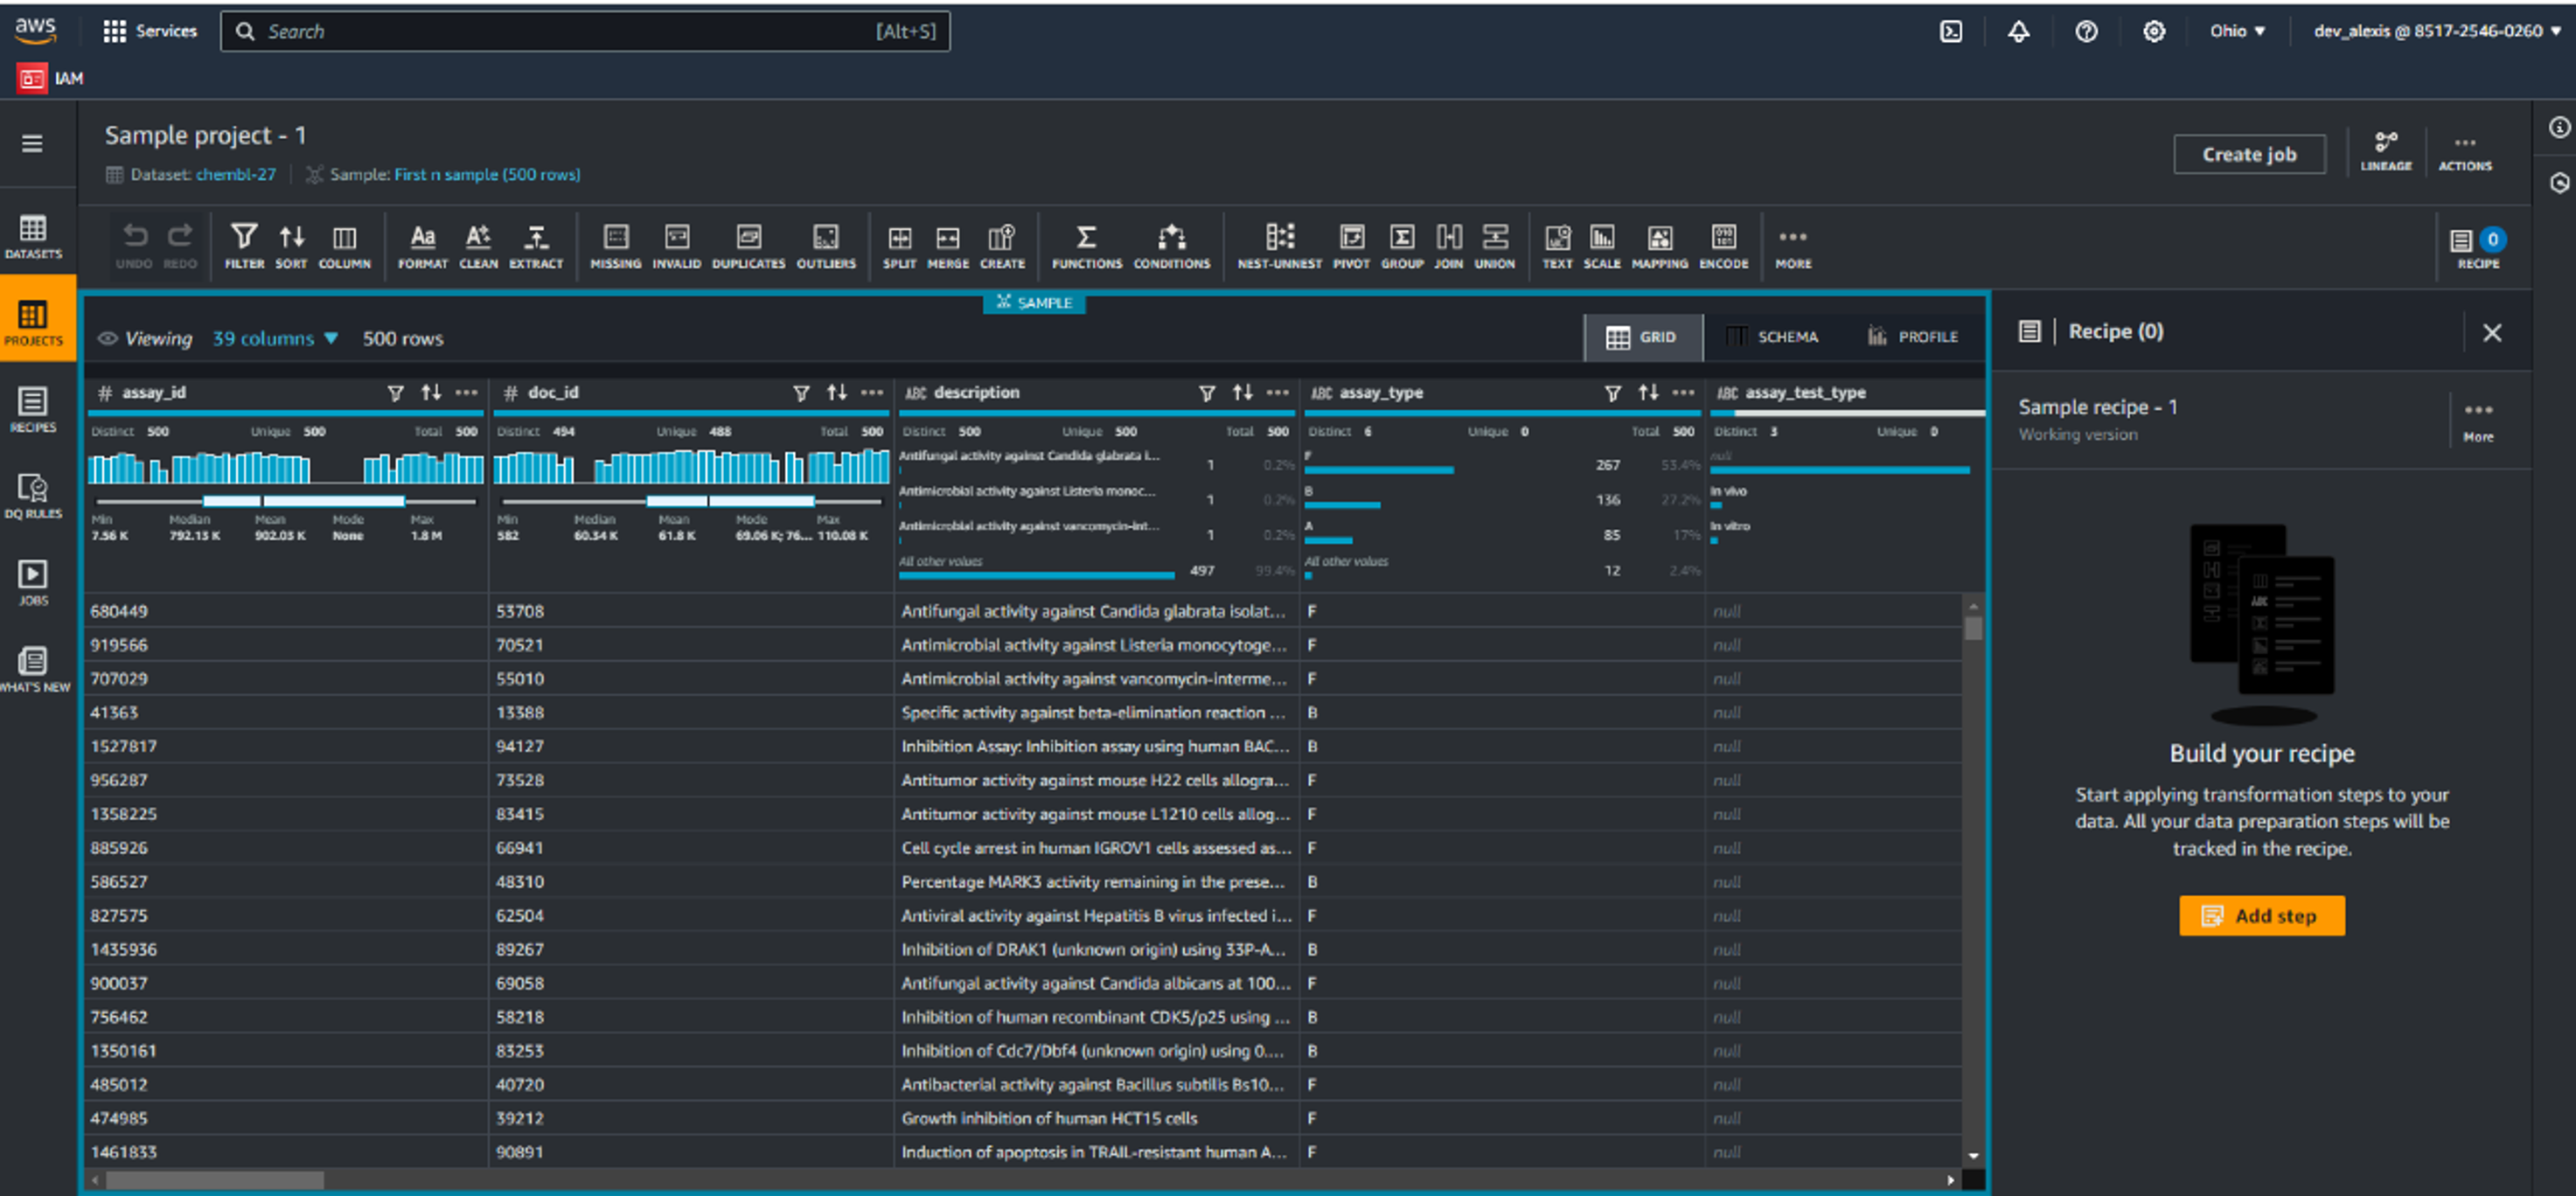 aws Services Search [Alt+S] Ohio ▼ dev_alexis @ 8517-2546-0260 ▼
IAM
Sample project - 1
Dataset: chembl-27 Sample: First n sample (500 rows)
Create job LINEAGE ACTIONS
DATASETS
PROJECTS
RECIPES
DQ RULES
JOBS
WHAT'S NEW
UNDO REDO FILTER SORT COLUMN FORMAT CLEAN EXTRACT MISSING INVALID DUPLICATES OUTLIERS SPLIT MERGE CREATE FUNCTIONS CONDITIONS NEST-UNNEST PIVOT GROUP JOIN UNION TEXT SCALE MAPPING ENCODE MORE 0 RECIPE
SAMPLE
Viewing 39 columns ▼ 500 rows GRID SCHEMA PROFILE
# assay_id # doc_id ABC description ABC assay_type ABC assay_test_type
Distinct 500 Unique 500 Total 500 Distinct 494 Unique 488 Total 500 Distinct 500 Unique 500 Total 500 Distinct 6 Unique 0 Total 500 Distinct 3 Unique 0
Min Median Mean Mode Max
7.56 K 792.13 K 902.03 K None 1.8 M
Min Median Mean Mode Max
582 60.34 K 61.8 K 69.06 K; 76... 110.08 K
Antifungal activity against Candida glabrata i... 1 0.2%
Antimicrobial activity against Listeria monoc... 1 0.2%
Antimicrobial activity against vancomycin-int... 1 0.2%
All other values 497 99.4%
F 267 53.4%
B 136 27.2%
A 85 17%
All other values 12 2.4%
null
In vivo
In vitro
680449 53708 Antifungal activity against Candida glabrata isolat... F null
919566 70521 Antimicrobial activity against Listeria monocytoge... F null
707029 55010 Antimicrobial activity against vancomycin-interme... F null
41363 13388 Specific activity against beta-elimination reaction ... B null
1527817 94127 Inhibition Assay: Inhibition assay using human BAC... B null
956287 73528 Antitumor activity against mouse H22 cells allogra... F null
1358225 83415 Antitumor activity against mouse L1210 cells allog... F null
885926 66941 Cell cycle arrest in human IGROV1 cells assessed as... F null
586527 48310 Percentage MARK3 activity remaining in the prese... B null
827575 62504 Antiviral activity against Hepatitis B virus infected i... F null
1435936 89267 Inhibition of DRAK1 (unknown origin) using 33P-A... B null
900037 69058 Antifungal activity against Candida albicans at 100... F null
756462 58218 Inhibition of human recombinant CDK5/p25 using ... B null
1350161 83253 Inhibition of Cdc7/Dbf4 (unknown origin) using 0.... B null
485012 40720 Antibacterial activity against Bacillus subtilis Bs10... F null
474985 39212 Growth inhibition of human HCT15 cells F null
1461833 90891 Induction of apoptosis in TRAIL-resistant human A... F null
Recipe (0)
Sample recipe - 1
Working version
More
Build your recipe
Start applying transformation steps to your
data. All your data preparation steps will be
tracked in the recipe.
Add step